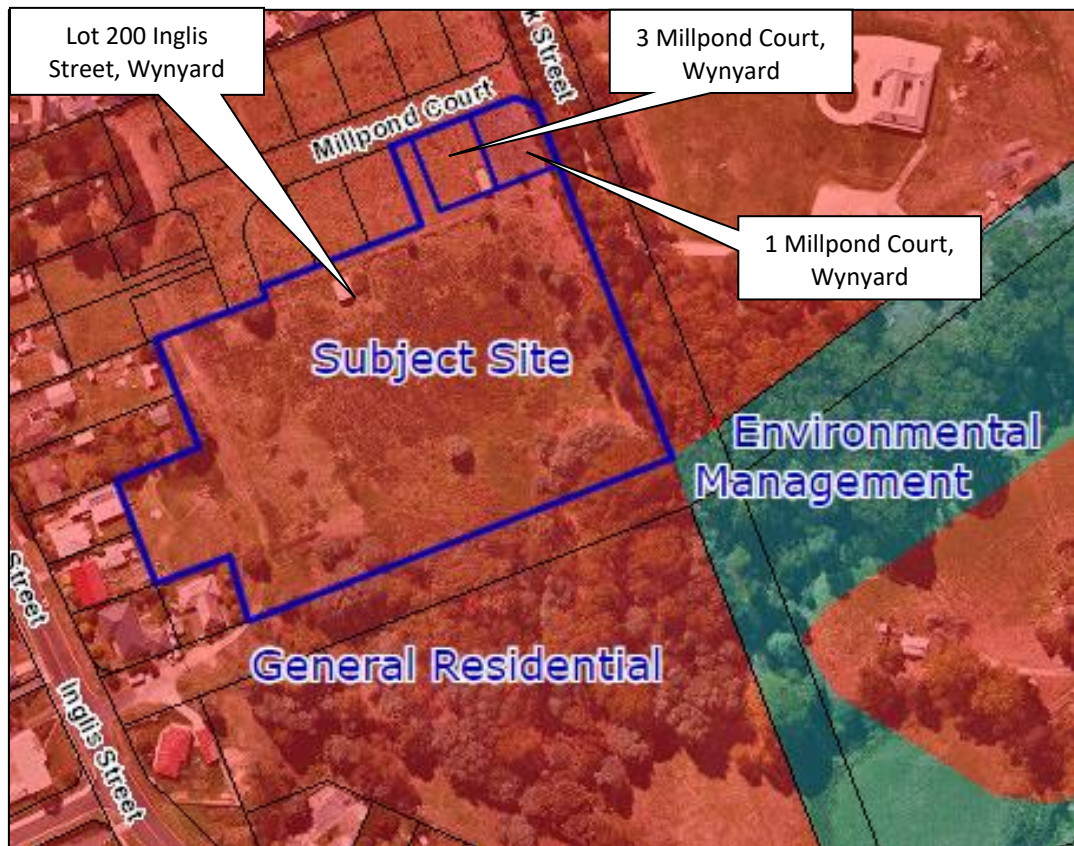 Lot 200 Inglis
Street, Wynyard
3 Millpond Court,
Wynyard
Street
Millpond Court
1 Millpond Court,
Wynyard
Subject Site
Environmental
Management
Street
General Residential
Inglis Street